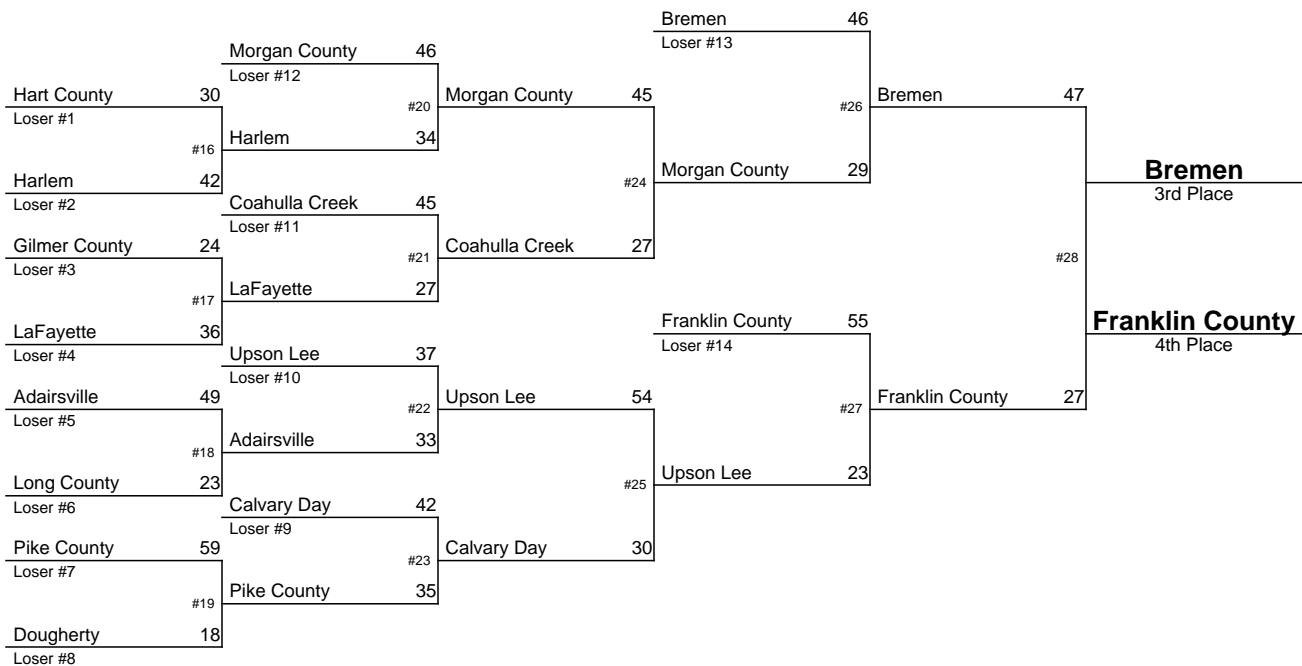 Bremen 46
Loser #13
Morgan County 46
Loser #12
Hart County 30
Loser #1
#20
Morgan County 45
#26
Bremen 47
#16
Harlem 34
Harlem 42
Loser #2
#24
Morgan County 29
Bremen
3rd Place
Coahulla Creek 45
Loser #11
Gilmer County 24
Loser #3
#21
Coahulla Creek 27
#28
#17
LaFayette 27
LaFayette 36
Loser #4
Franklin County 55
Loser #14
Franklin County
4th Place
Upson Lee 37
Loser #10
Adairsville 49
Loser #5
#22
Upson Lee 54
#27
Franklin County 27
#18
Adairsville 33
Long County 23
Loser #6
#25
Upson Lee 23
Calvary Day 42
Loser #9
Pike County 59
Loser #7
#23
Calvary Day 30
#19
Pike County 35
Dougherty 18
Loser #8